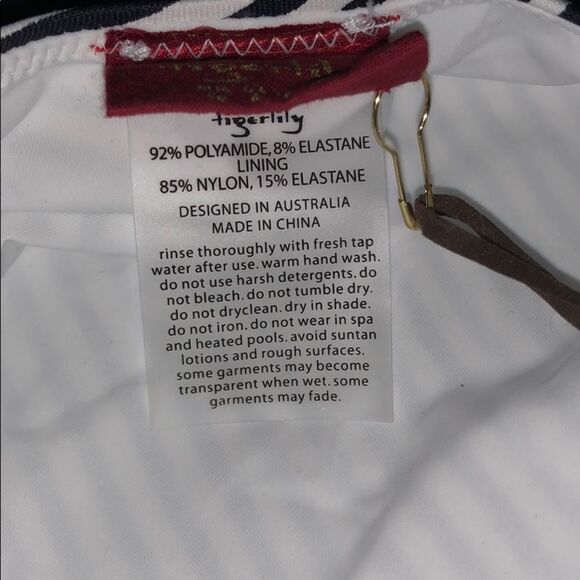 tigerlily
92% POLYAMIDE, 8% ELASTANE
LINING
85% NYLON, 15% ELASTANE
DESIGNED IN AUSTRALIA
MADE IN CHINA
rinse thoroughly with fresh tap
water after use. warm hand wash.
do not use harsh detergents. do
not bleach. do not tumble dry.
do not dryclean. dry in shade.
do not iron. do not wear in spa
and heated pools. avoid suntan
lotions and rough surfaces.
some garments may become
transparent when wet. some
garments may fade.